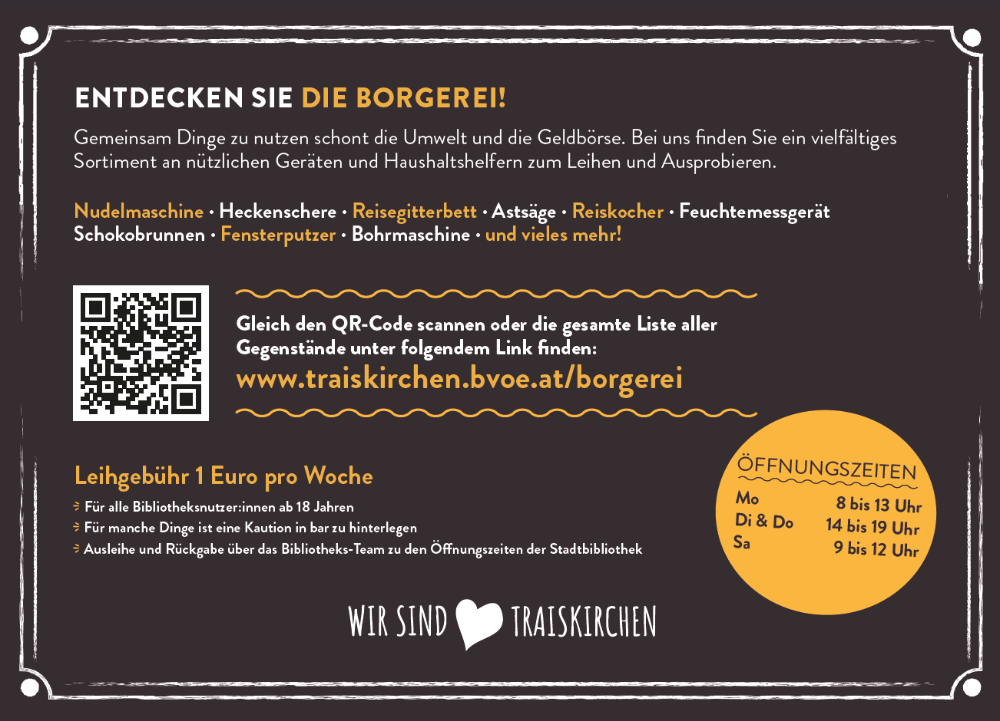 ENTDECKEN SIE DIE BORGEREI!
Gemeinsam Dinge zu nutzen schont die Umwelt und die Geldbörse. Bei uns finden Sie ein vielfältiges
Sortiment an nützlichen Geräten und Haushaltshelfern zum Leihen und Ausprobieren.
Nudelmaschine · Heckenschere · Reisegitterbett · Astsäge · Reiskocher · Feuchtemessgerät
Schokobrunnen · Fensterputzer · Bohrmaschine · und vieles mehr!
Gleich den QR-Code scannen oder die gesamte Liste aller
Gegenstände unter folgendem Link finden:
www.traiskirchen.bvoe.at/borgerei
Leihgebühr 1 Euro pro Woche
Für alle Bibliotheksnutzer:innen ab 18 Jahren
Für manche Dinge ist eine Kaution in bar zu hinterlegen
Ausleihe und Rückgabe über das Bibliotheks-Team zu den Öffnungszeiten der Stadtbibliothek
ÖFFNUNGSZEITEN
Mo 8 bis 13 Uhr
Di & Do 14 bis 19 Uhr
Sa 9 bis 12 Uhr
WIR SIND TRAISKIRCHEN